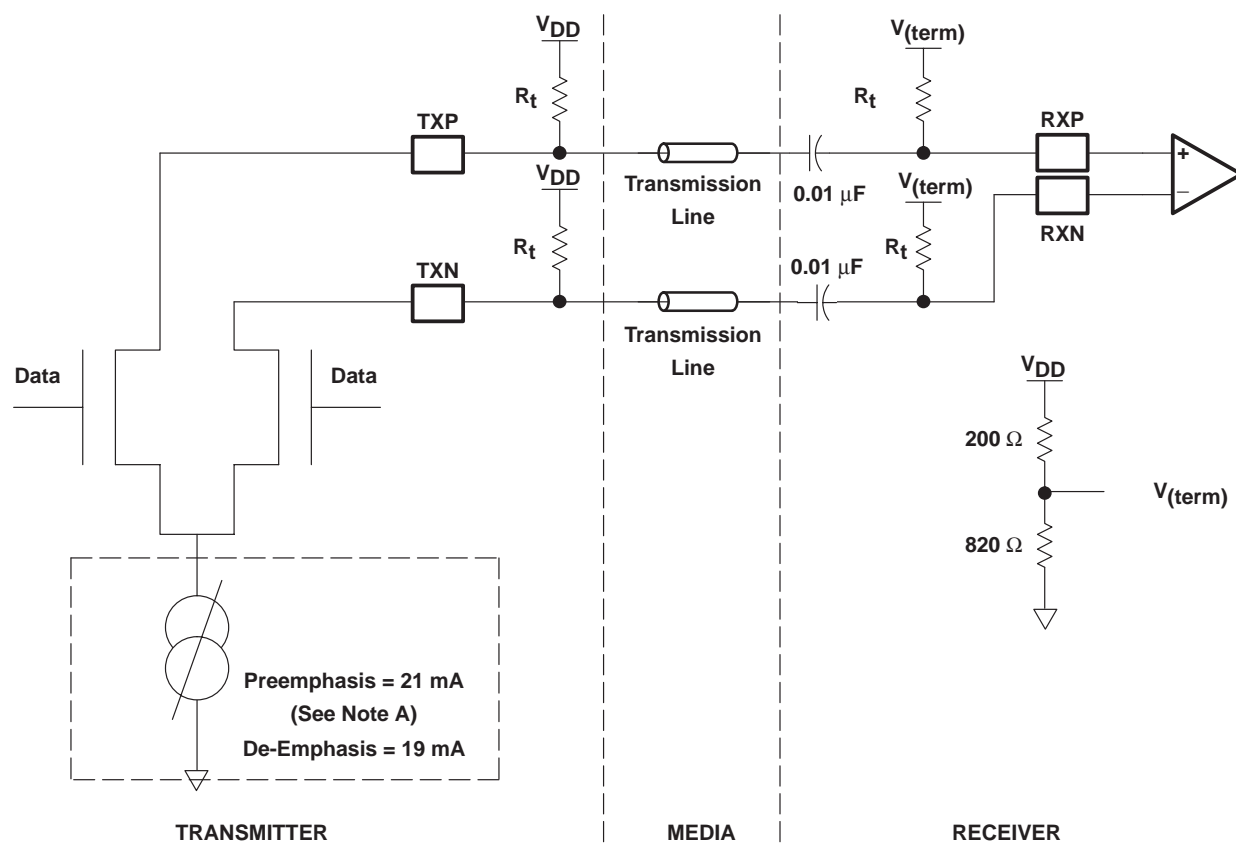 VDD
Rt
TXP
VDD
Rt
TXN
Data
Data
Preemphasis = 21 mA
(See Note A)
De-Emphasis = 19 mA
TRANSMITTER
Transmission
Line
Transmission
Line
MEDIA
V(term)
Rt
0.01 μF
RXP
+
−
RXN
V(term)
Rt
0.01 μF
VDD
200 Ω
V(term)
820 Ω
RECEIVER